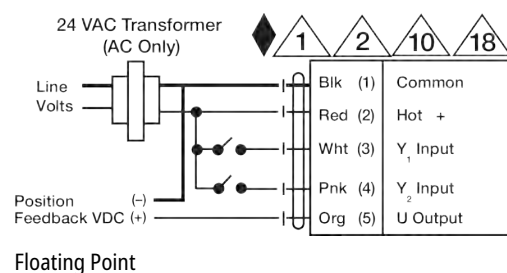 24 VAC Transformer
(AC Only)
1 2 10 18
Line
Volts
Blk (1) Common
Red (2) Hot +
Wht (3) Y1 Input
Pnk (4) Y2 Input
Org (5) U Output
Position (–)
Feedback VDC (+)
Floating Point